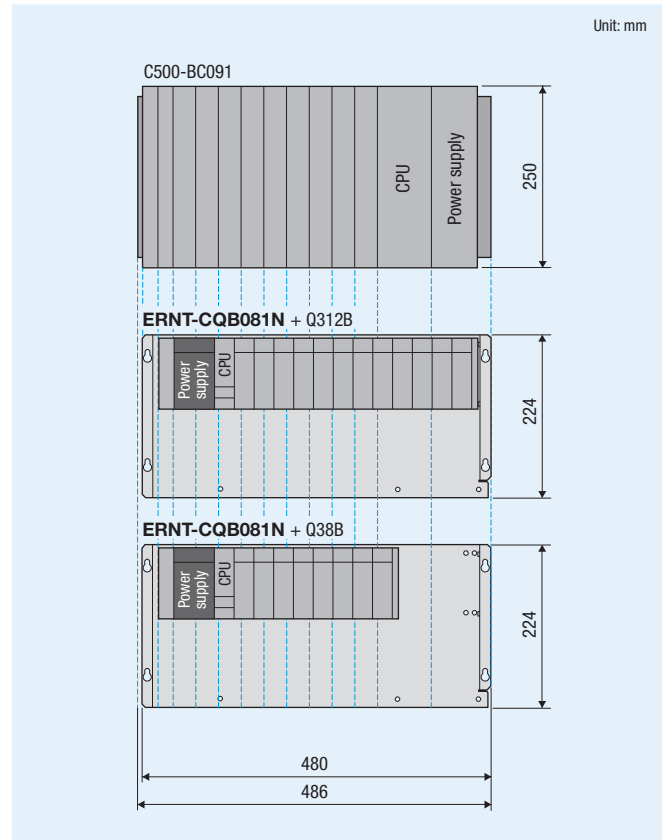 Unit: mm
C500-BC091
CPU
Power supply
250
ERNT-CQB081N + Q312B
Power
supply
CPU
224
ERNT-CQB081N + Q38B
Power
supply
CPU
224
480
486